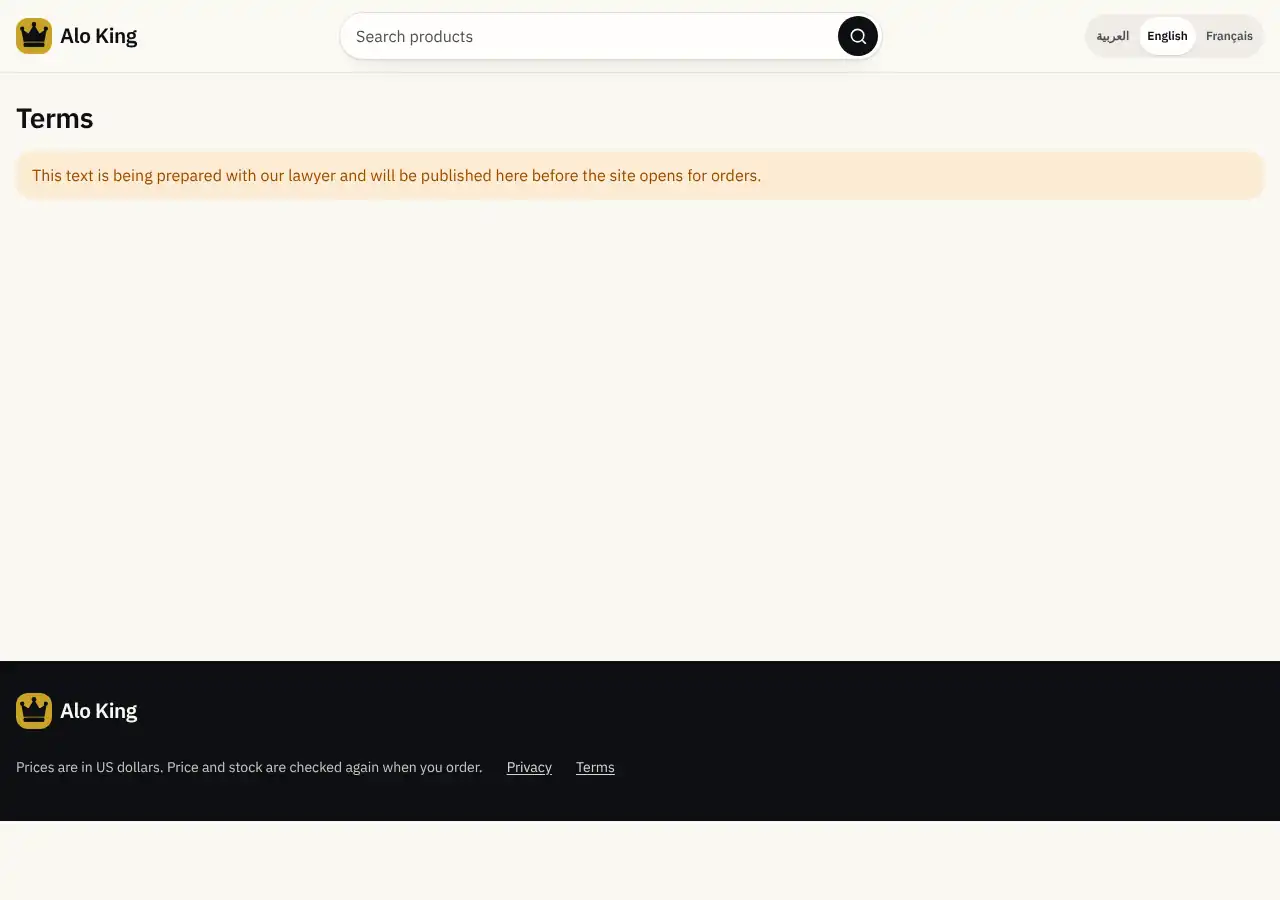 Alo King
Search products
العربية
English
Français
Terms
This text is being prepared with our lawyer and will be published here before the site opens for orders.
Alo King
Prices are in US dollars. Price and stock are checked again when you order.
Privacy
Terms